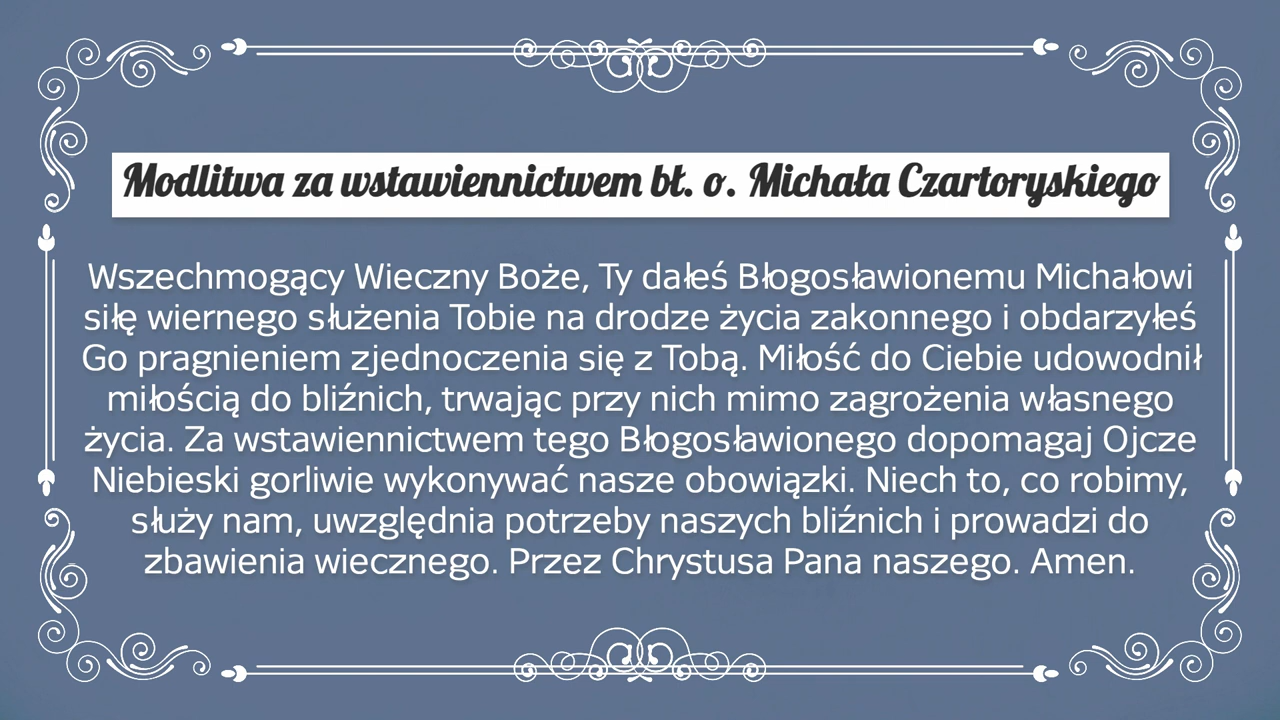 Modlitwa za wstawiennictwem bł. o. Michała Czartoryskiego
Wszechmogący Wieczny Boże, Ty dałeś Błogosławionemu Michałowi
siłę wiernego służenia Tobie na drodze życia zakonnego i obdarzyłeś
Go pragnieniem zjednoczenia się z Tobą. Miłość do Ciebie udowodnił
miłością do bliźnich, trwając przy nich mimo zagrożenia własnego
życia. Za wstawiennictwem tego Błogosławionego dopomagaj Ojcze
Niebieski gorliwie wykonywać nasze obowiązki. Niech to, co robimy,
służy nam, uwzględnia potrzeby naszych bliźnich i prowadzi do
zbawienia wiecznego. Przez Chrystusa Pana naszego. Amen.